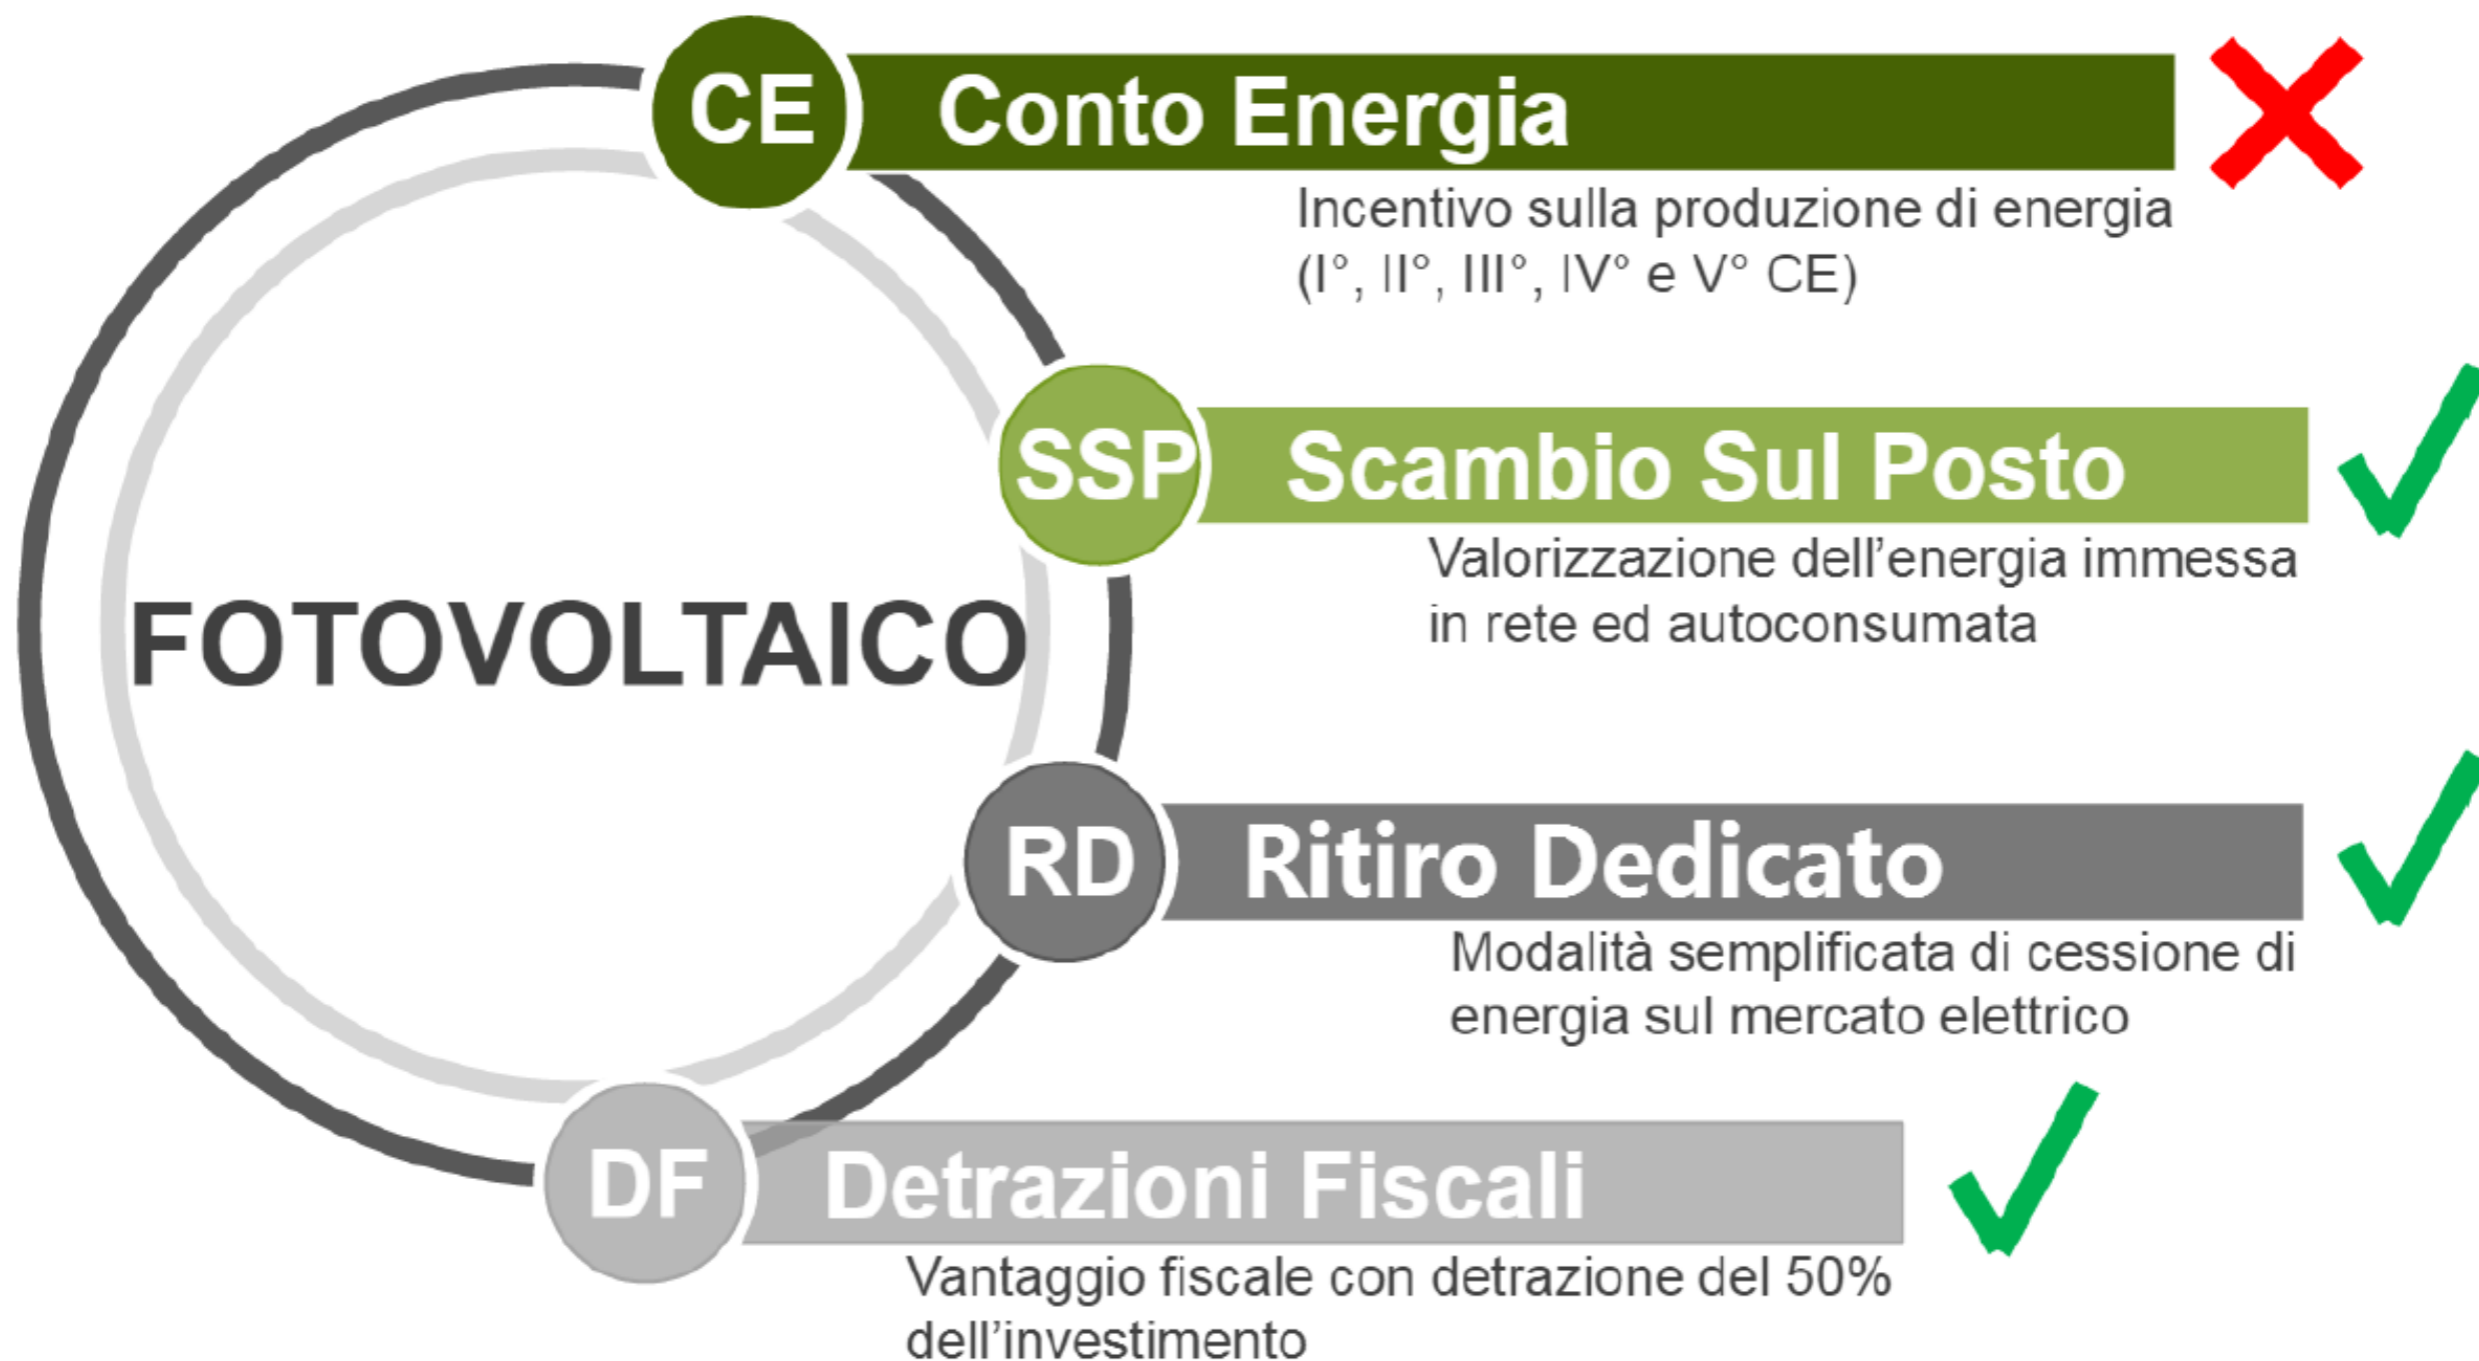 CE
Conto Energia
Incentivo sulla produzione di energia
(I°, II°, III°, IV° e V° CE)
SSP
Scambio Sul Posto
Valorizzazione dell’energia immessa
in rete ed autoconsumata
FOTOVOLTAICO
RD
Ritiro Dedicato
Modalità semplificata di cessione di
energia sul mercato elettrico
DF
Detrazioni Fiscali
Vantaggio fiscale con detrazione del 50%
dell’investimento